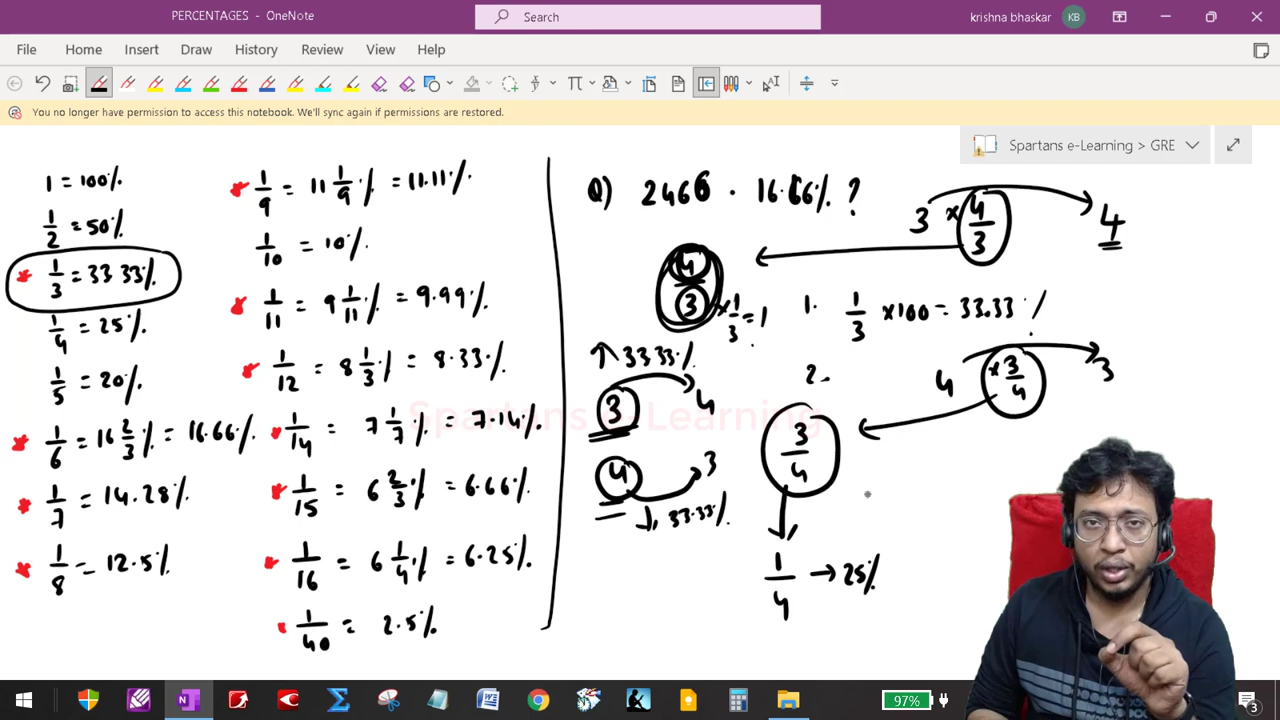 PERCENTAGES - OneNote
Search
krishna bhaskar
KB
File Home Insert Draw History Review View Help
You no longer have permission to access this notebook. We'll sync again if permissions are restored.
Spartans e-Learning > GRE
1 = 100%
1/2 = 50%
* 1/3 = 33.33%
1/4 = 25%
1/5 = 20%
* 1/6 = 16 2/3 % = 16.66%
* 1/7 = 14.28%
* 1/8 = 12.5%
* 1/9 = 11 1/9 % = 11.11%
1/10 = 10%
* 1/11 = 9 1/11 % = 9.99%
* 1/12 = 8 1/3 % = 8.33%
* 1/14 = 7 1/7 % = 7.14%
* 1/15 = 6 2/3 % = 6.66%
* 1/16 = 6 1/4 % = 6.25%
* 1/40 = 2.5%
Q) 2466 . 16.66% ?
3 × 4/3 → 4
4/3 × 1/3 = 1
1. 1/3 × 100 = 33.33 %
↑ 33.33%
3 → 4
2.
4 × 3/4 → 3
4 → 3
↓ 33.33%
3/4
1/4 → 25%
Spartans e-Learning
97%
3